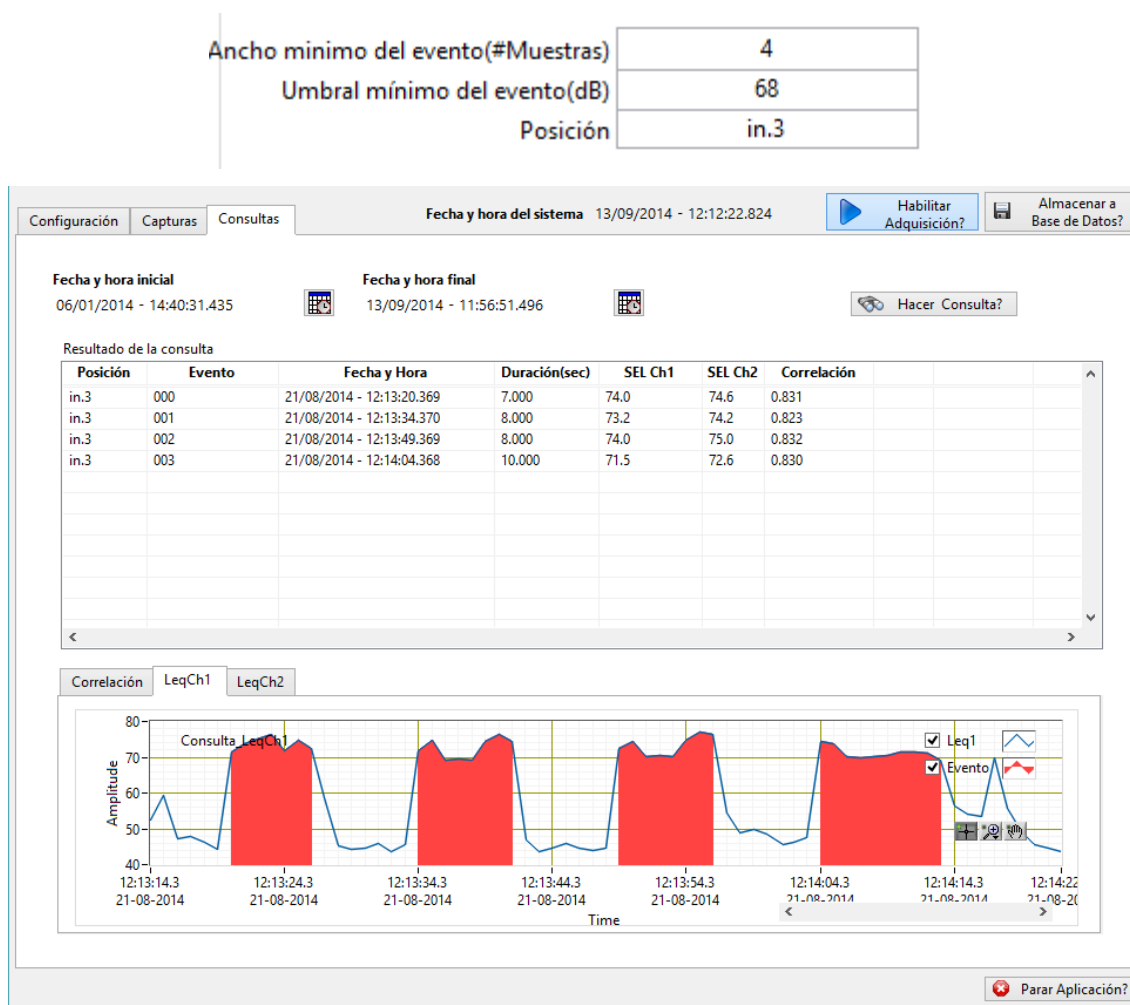 Ancho minimo del evento(#Muestras) 4
Umbral mínimo del evento(dB) 68
Posición in.3
Configuración Capturas Consultas Fecha y hora del sistema 13/09/2014 - 12:12:22.824 Habilitar Adquisición? Almacenar a Base de Datos?
Fecha y hora inicial Fecha y hora final
06/01/2014 - 14:40:31.435 13/09/2014 - 11:56:51.496 Hacer Consulta?
Resultado de la consulta
Posición Evento Fecha y Hora Duración(sec) SEL Ch1 SEL Ch2 Correlación
in.3 000 21/08/2014 - 12:13:20.369 7.000 74.0 74.6 0.831
in.3 001 21/08/2014 - 12:13:34.370 8.000 73.2 74.2 0.823
in.3 002 21/08/2014 - 12:13:49.369 8.000 74.0 75.0 0.832
in.3 003 21/08/2014 - 12:14:04.368 10.000 71.5 72.6 0.830
Correlación LeqCh1 LeqCh2
80
Consulta_LeqCh1 Leq1
70
Evento
60
Amplitude
50
40
12:13:14.3 12:13:24.3 12:13:34.3 12:13:44.3 12:13:54.3 12:14:04.3 12:14:14.3 12:14:22
21-08-2014 21-08-2014 21-08-2014 21-08-2014 21-08-2014 21-08-2014 21-08-2014 21-08-20
Time
Parar Aplicación?